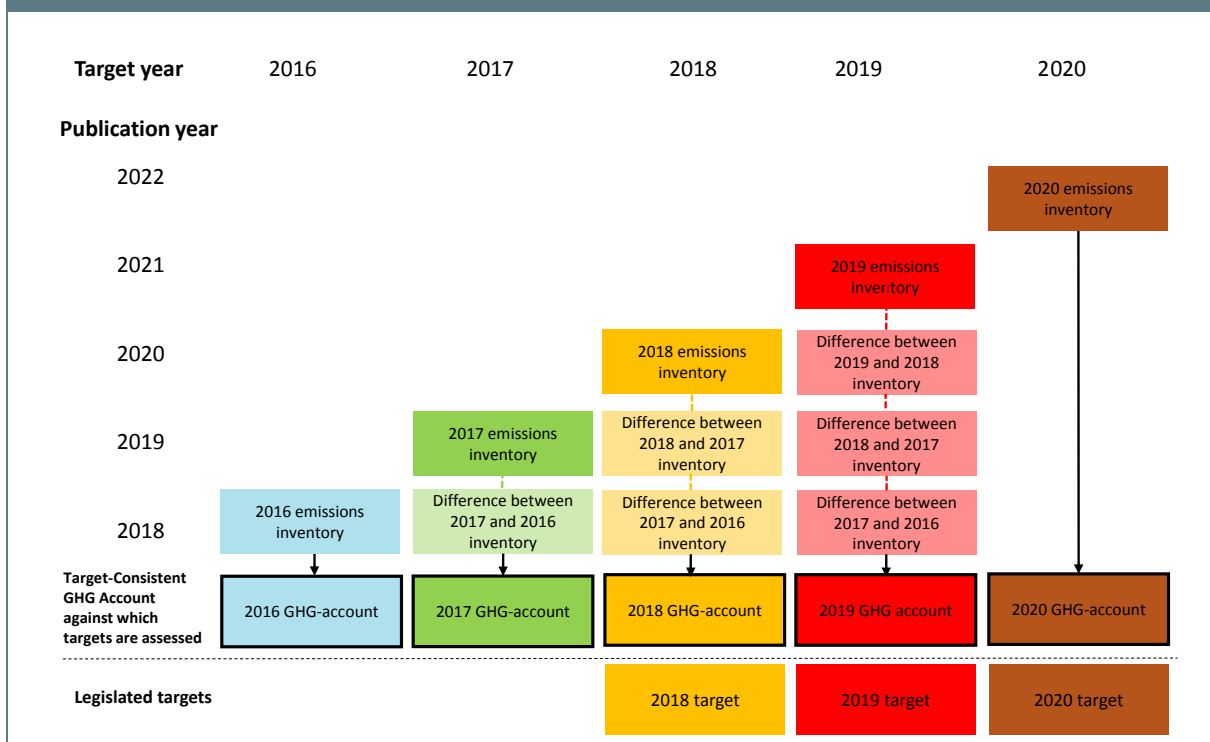 Target year 2016 2017 2018 2019 2020
Publication year
2022
2020 emissions
inventory
2021
2019 emissions
inventory
2020
2018 emissions
inventory
Difference between
2019 and 2018
inventory
2019
2017 emissions
inventory
Difference between
2018 and 2017
inventory
Difference between
2018 and 2017
inventory
2018
2016 emissions
inventory
Difference between
2017 and 2016
inventory
Difference between
2017 and 2016
inventory
Difference between
2017 and 2016
inventory
Target-Consistent
GHG Account
against which
targets are assessed
2016 GHG-account
2017 GHG-account
2018 GHG-account
2019 GHG account
2020 GHG-account
Legislated targets
2018 target
2019 target
2020 target